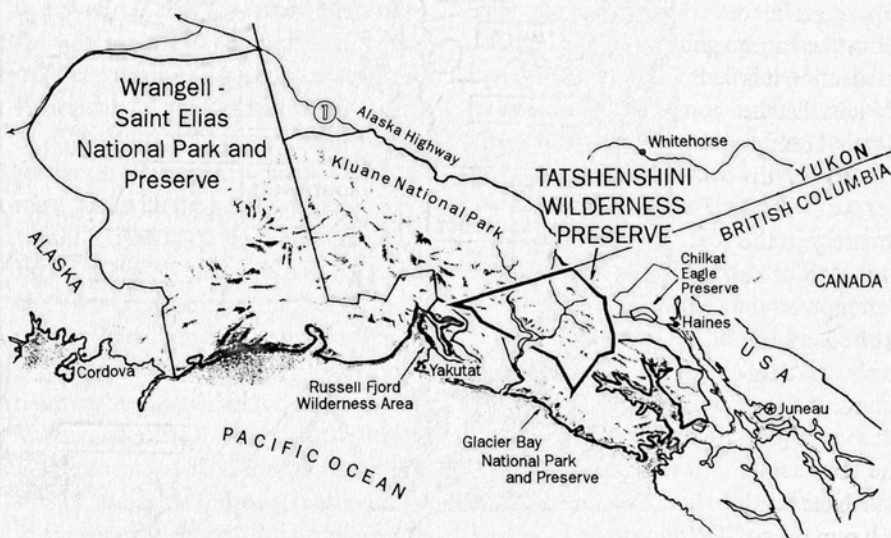 Wrangell -
Saint Elias
National Park and
Preserve
1
Alaska Highway
Kluane National Park
Whitehorse
YUKON
BRITISH COLUMBIA
TATSHENSHINI
WILDERNESS
PRESERVE
ALASKA
Chilkat
Eagle
Preserve
CANADA
Haines
USA
Cordova
Yakutat
Russell Fjord
Wilderness Area
Juneau
Glacier Bay
National Park
and Preserve
PACIFIC OCEAN